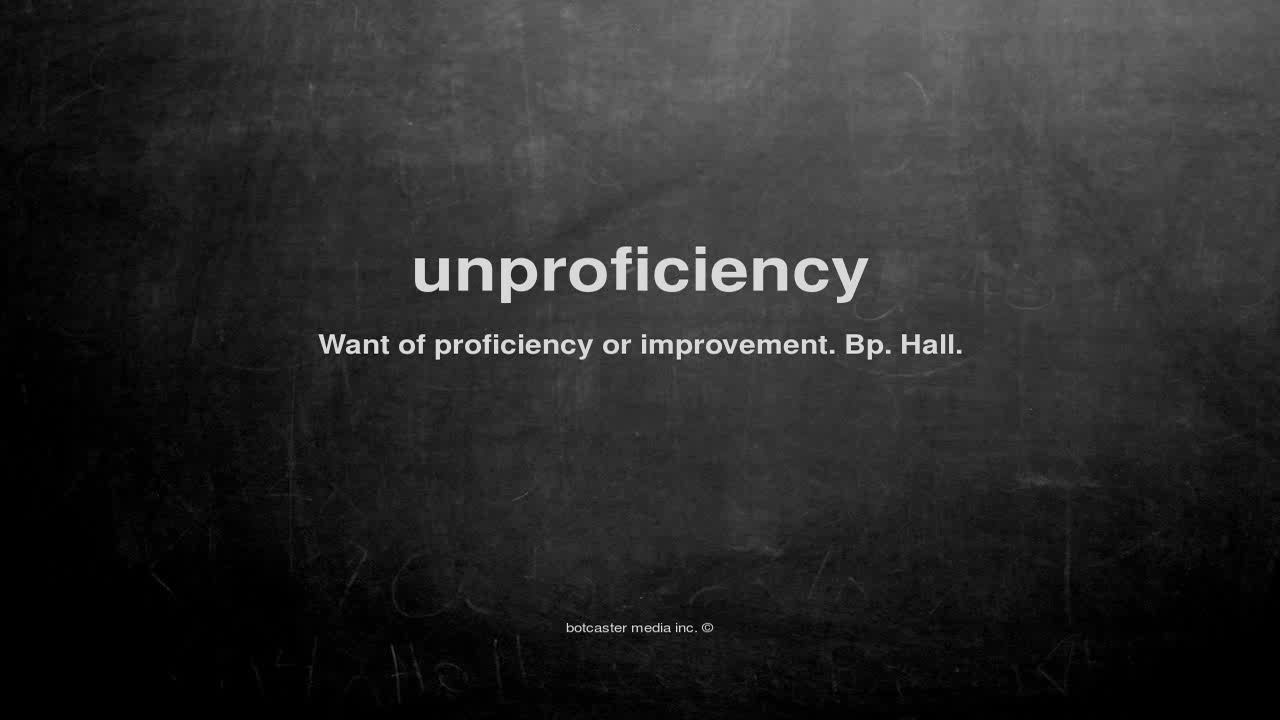 unproficiency
Want of proficiency or improvement. Bp. Hall.
botcaster media inc. ©